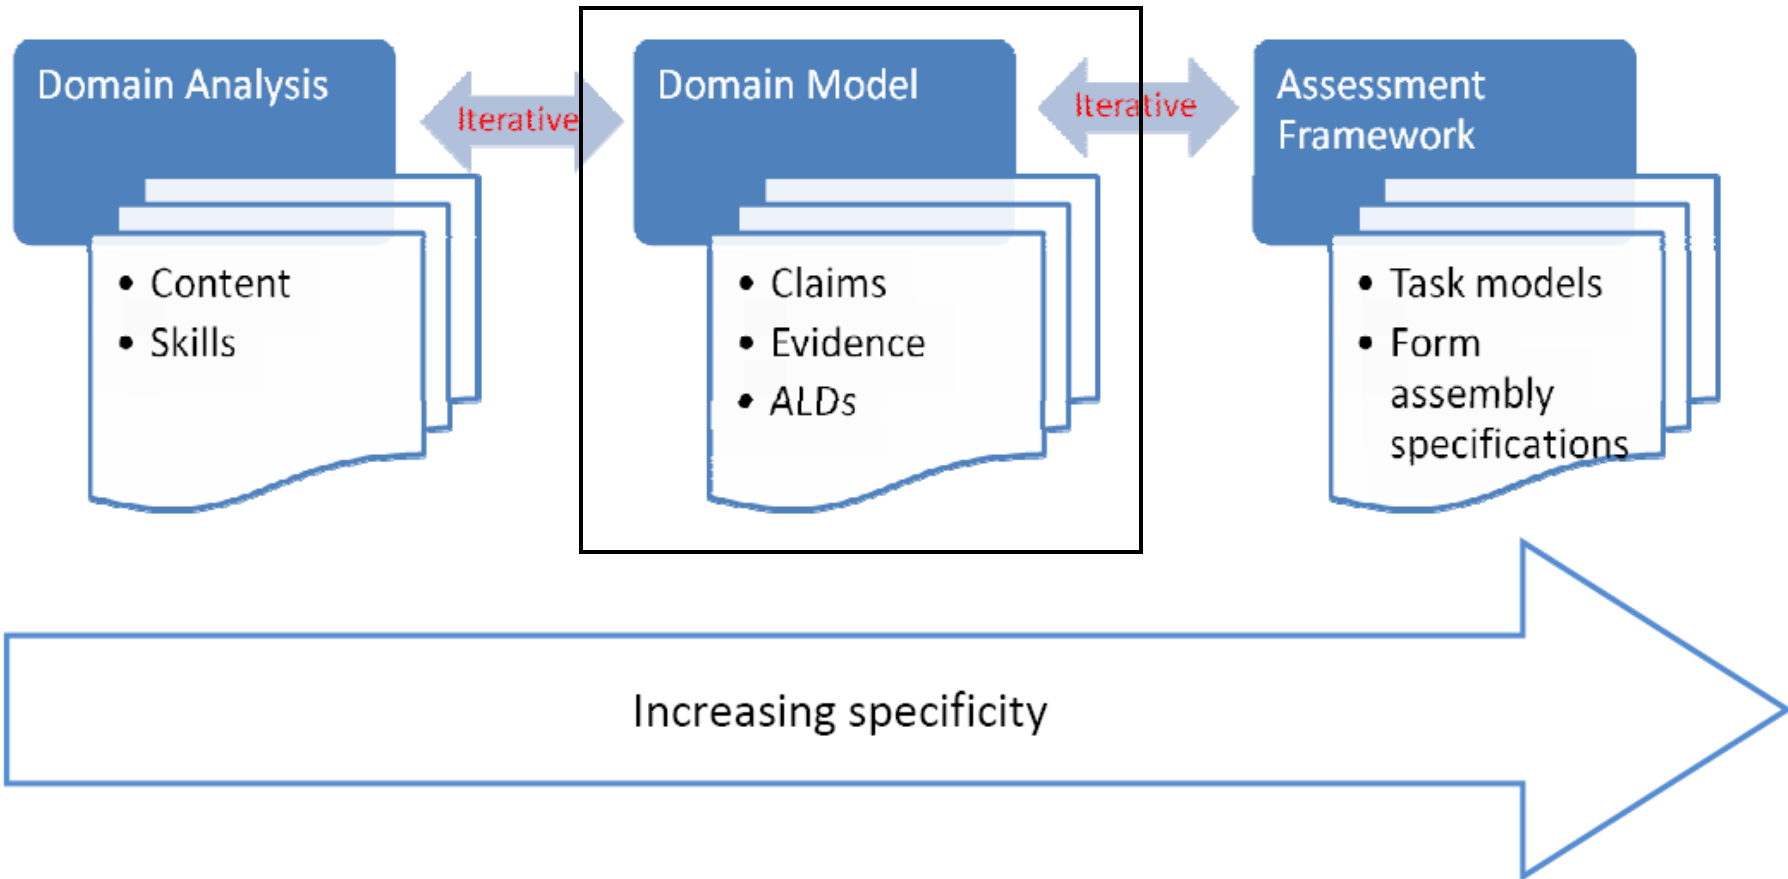 Domain Analysis
Iterative
Domain Model
Iterative
Assessment
Framework
• Content
• Skills
• Claims
• Evidence
• ALDs
• Task models
• Form
assembly
specifications
Increasing specificity